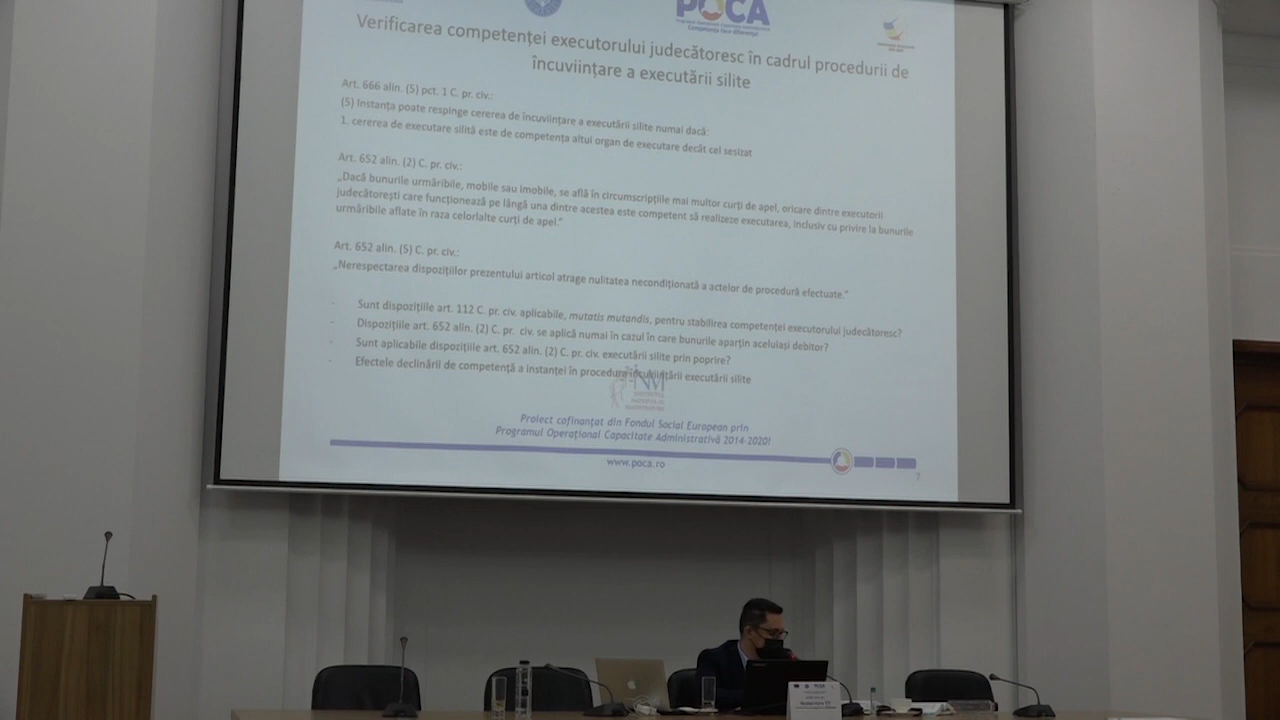 POCA
Competența face diferența!
Verificarea competenței executorului judecătoresc în cadrul procedurii de
încuviințare a executării silite
Art. 666 alin. (5) pct. 1 C. pr. civ.:
(5) Instanța poate respinge cererea de încuviințare a executării silite numai dacă:
1. cererea de executare silită este de competența altui organ de executare decât cel sesizat
Art. 652 alin. (2) C. pr. civ.:
„Dacă bunurile urmăribile, mobile sau imobile, se află în circumscripțiile mai multor curți de apel, oricare dintre executorii
judecătorești care funcționează pe lângă una dintre acestea este competent să realizeze executarea, inclusiv cu privire la bunurile
urmăribile aflate în raza celorlalte curți de apel.”
Art. 652 alin. (5) C. pr. civ.:
„Nerespectarea dispozițiilor prezentului articol atrage nulitatea necondiționată a actelor de procedură efectuate.”
- Sunt dispozițiile art. 112 C. pr. civ. aplicabile, mutatis mutandis, pentru stabilirea competenței executorului judecătoresc?
- Dispozițiile art. 652 alin. (2) C. pr. civ. se aplică numai în cazul în care bunurile aparțin aceluiași debitor?
- Sunt aplicabile dispozițiile art. 652 alin. (2) C. pr. civ. executării silite prin poprire?
- Efectele declinării de competență a instanței în procedura încuviințării executării silite
INM
Proiect cofinanțat din Fondul Social European prin
Programul Operațional Capacitate Administrativă 2014-2020!
www.poca.ro
7